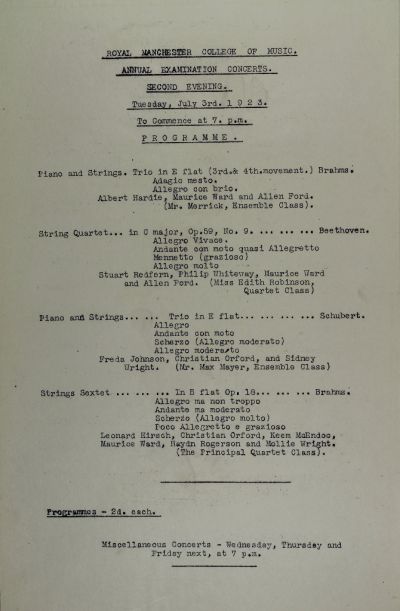 ROYAL MANCHESTER COLLEGE OF MUSIC.
ANNUAL EXAMINATION CONCERTS.
SECOND EVENING.
Tuesday, July 3rd. 1 9 2 3.
To Commence at 7. p.m.
P R O G R A M M E .
Piano and Strings. Trio in E flat (3rd.& 4th.movement.) Brahms.
Adagio mesto.
Allegro con brio.
Albert Hardie, Maurice Ward and Allen Ford.
(Mr. Merrick, Ensemble Class).
String Quartet... in C major, Op.59, No. 9. ... ... ... Beethoven.
Allegro Vivace.
Andante con moto quasi Allegretto
Mennetto (grazioso)
Allegro molto
Stuart Redfern, Philip Whiteway, Maurice Ward
and Allen Ford. (Miss Edith Robinson,
Quartet Class)
Piano and Strings... ... Trio in E flat... ... ... ... Schubert.
Allegro
Andante con moto
Scherzo (Allegro moderato)
Allegro moderato
Freda Johnson, Christian Orford, and Sidney
Wright. (Mr. Max Mayer, Ensemble Class)
Strings Sextet ... ... ... In B flat Op. 18... ... ... Brahms.
Allegro ma non troppo
Andante ma moderato
Scherzo (Allegro molto)
Poco Allegretto e grazioso
Leonard Hirsch, Christian Orford, Keem McEndoc,
Maurice Ward, Haydn Rogerson and Mollie Wright.
(The Principal Quartet Class).
Programmes - 2d. each.
Miscellaneous Concerts - Wednesday, Thursday and
Friday next, at 7 p.m.